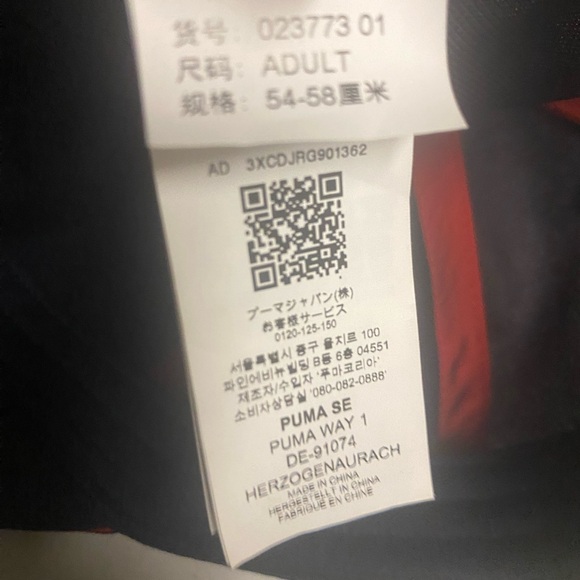 货号: 023773 01
尺码: ADULT
规格: 54-58厘米
AD 3XCDJRG901362
プーマジャパン(株)
お客様サービス
0120-125-150
서울특별시 중구 을지로 100
파인애비뉴빌딩 B동 6층 04551
제조자/수입자 '푸마코리아'
소비자상담실 '080-082-0888'
PUMA SE
PUMA WAY 1
DE-91074
HERZOGENAURACH
MADE IN CHINA
HERGESTELLT IN CHINA
FABRIQUÉ EN CHINE